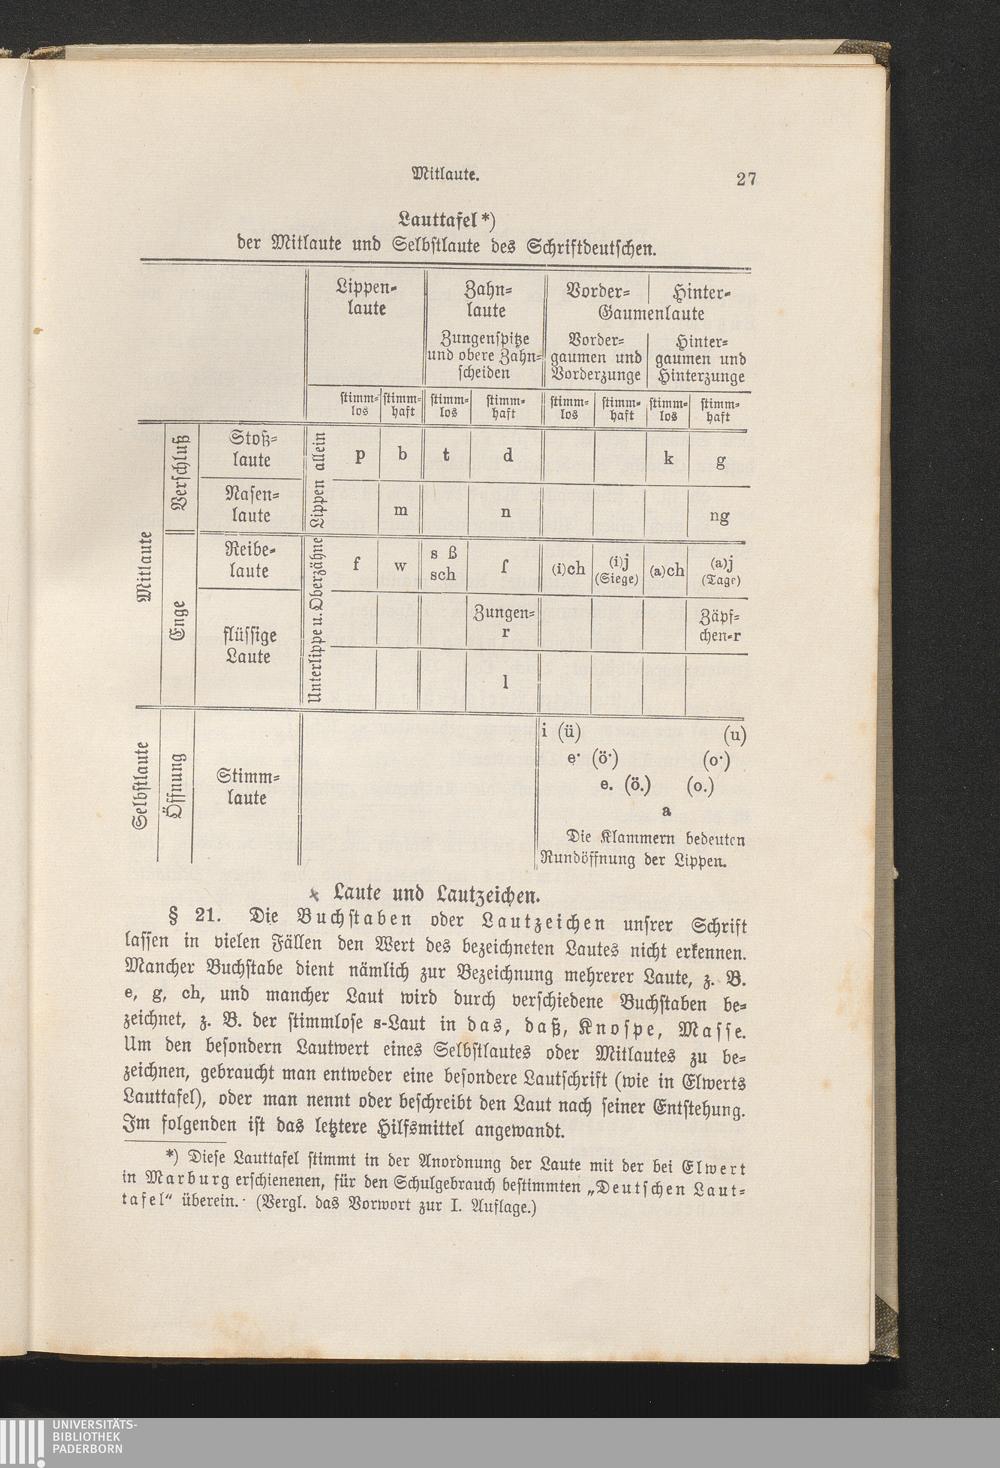 Mitlaute.
27
Lauttafel*)
der Mitlaute und Selbstlaute des Schriftdeutschen.
Lippen-
laute
Zahn-
laute
Zungenspitze
und obere Zahn-
scheiden
Vorder-
Hinter-
Gaumenlaute
Vorder-
gaumen und
Vorderzunge
Hinter-
gaumen und
Hinterzunge
stimm-
los
stimm-
haft
stimm-
los
stimm-
haft
stimm-
los
stimm-
haft
stimm-
los
stimm-
haft
Mitlaute
Verschluß
Stoß-
laute
Lippen allein
p
b
t
d
k
g
Nasen-
laute
m
n
ng
Enge
Reibe-
laute
Unterlippe u. Oberzähne
f
w
s ß
sch
ſ
(i)ch
(i)j
(Siege)
(a)ch
(a)j
(Tage)
flüssige
Laute
Zungen-
r
Zäpf-
chen-r
l
Selbstlaute
Öffnung
Stimm-
laute
i (ü) (u)
e· (ö·) (o·)
e. (ö.) (o.)
a
Die Klammern bedeuten
Rundöffnung der Lippen.
Laute und Lautzeichen.
§ 21. Die Buchstaben oder Lautzeichen unsrer Schrift
lassen in vielen Fällen den Wert des bezeichneten Lautes nicht erkennen.
Mancher Buchstabe dient nämlich zur Bezeichnung mehrerer Laute, z. B.
e, g, ch, und mancher Laut wird durch verschiedene Buchstaben be-
zeichnet, z. B. der stimmlose s-Laut in das, daß, Knospe, Masse.
Um den besondern Lautwert eines Selbstlautes oder Mitlautes zu be-
zeichnen, gebraucht man entweder eine besondere Lautschrift (wie in Elwerts
Lauttafel), oder man nennt oder beschreibt den Laut nach seiner Entstehung.
Im folgenden ist das letztere Hilfsmittel angewandt.
*) Diese Lauttafel stimmt in der Anordnung der Laute mit der bei Elwert
in Marburg erschienenen, für den Schulgebrauch bestimmten „Deutschen Laut-
tafel“ überein. (Vergl. das Vorwort zur I. Auflage.)
UNIVERSITÄTS-
BIBLIOTHEK
PADERBORN